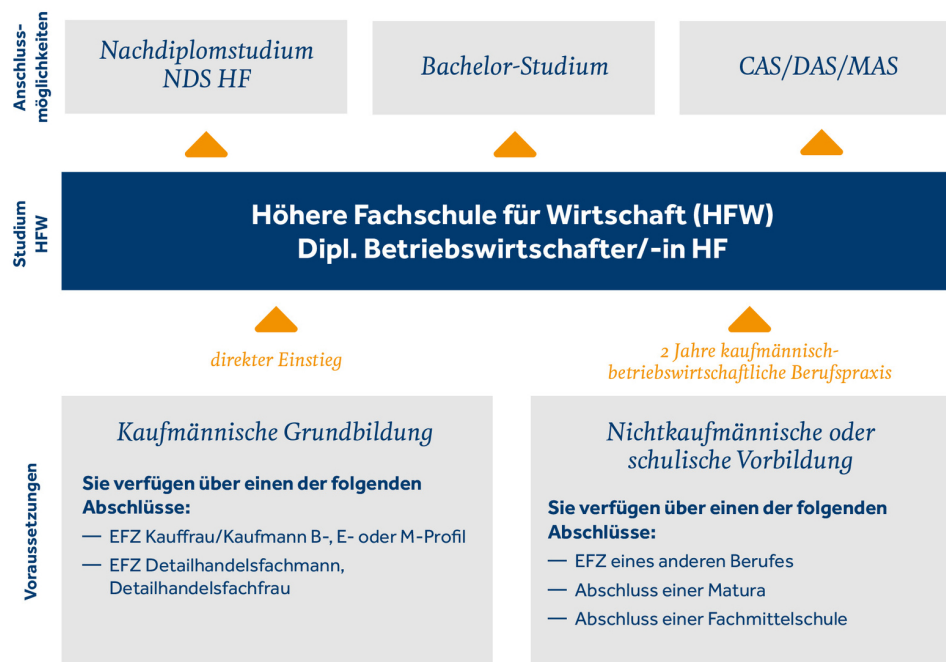 Anschluss-
möglichkeiten
Nachdiplomstudium
NDS HF
Bachelor-Studium
CAS/DAS/MAS
Studium
HFW
Höhere Fachschule für Wirtschaft (HFW)
Dipl. Betriebswirtschafter/-in HF
direkter Einstieg
2 Jahre kaufmännisch-
betriebswirtschaftliche Berufspraxis
Voraussetzungen
Kaufmännische Grundbildung
Sie verfügen über einen der folgenden
Abschlüsse:
— EFZ Kauffrau/Kaufmann B-, E- oder M-Profil
— EFZ Detailhandelsfachmann,
Detailhandelsfachfrau
Nichtkaufmännische oder
schulische Vorbildung
Sie verfügen über einen der folgenden
Abschlüsse:
— EFZ eines anderen Berufes
— Abschluss einer Matura
— Abschluss einer Fachmittelschule